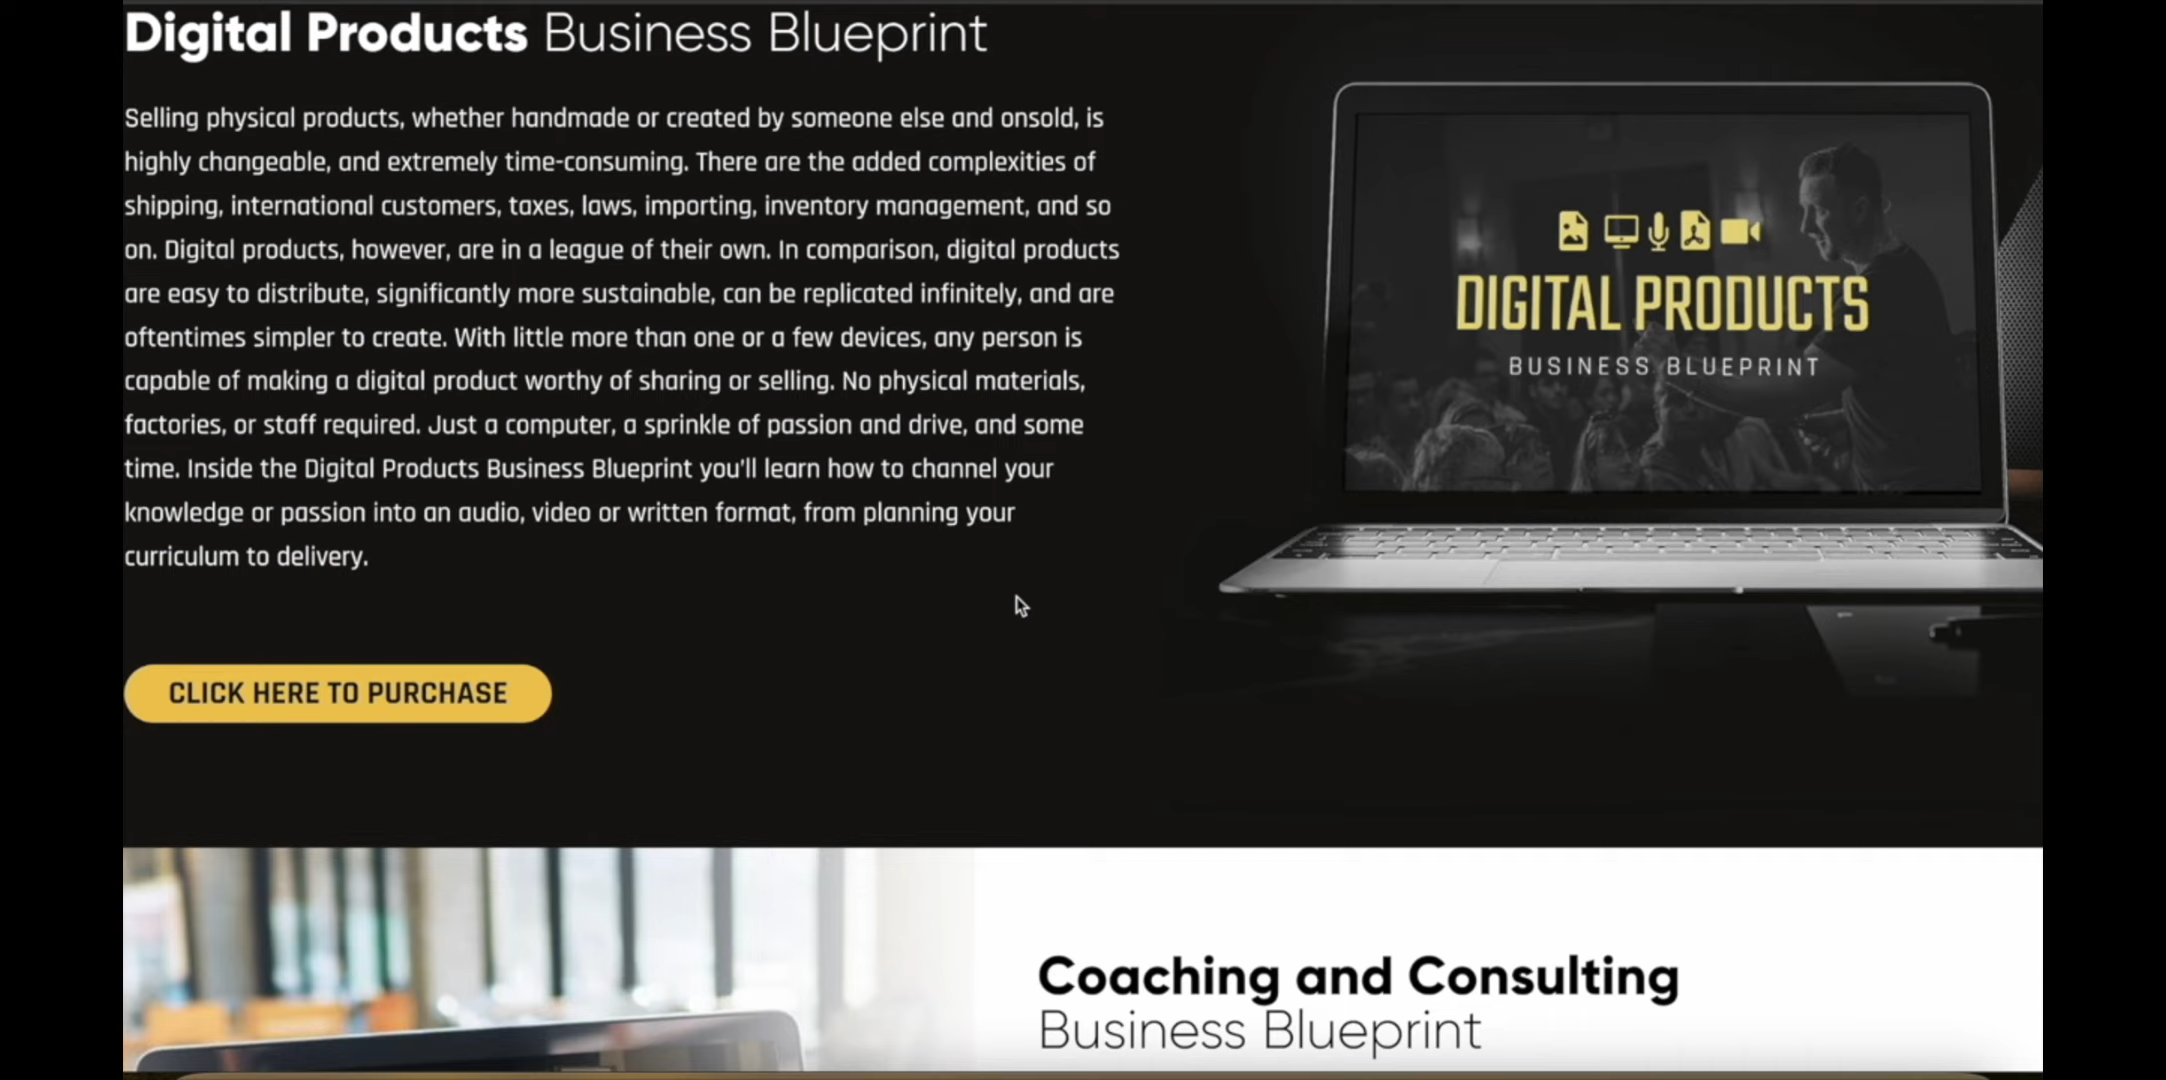 Digital Products Business Blueprint
Selling physical products, whether handmade or created by someone else and onsold, is
highly changeable, and extremely time-consuming. There are the added complexities of
shipping, international customers, taxes, laws, importing, inventory management, and so
on. Digital products, however, are in a league of their own. In comparison, digital products
are easy to distribute, significantly more sustainable, can be replicated infinitely, and are
oftentimes simpler to create. With little more than one or a few devices, any person is
capable of making a digital product worthy of sharing or selling. No physical materials,
factories, or staff required. Just a computer, a sprinkle of passion and drive, and some
time. Inside the Digital Products Business Blueprint you'll learn how to channel your
knowledge or passion into an audio, video or written format, from planning your
curriculum to delivery.
CLICK HERE TO PURCHASE
DIGITAL PRODUCTS
BUSINESS BLUEPRINT
Coaching and Consulting
Business Blueprint